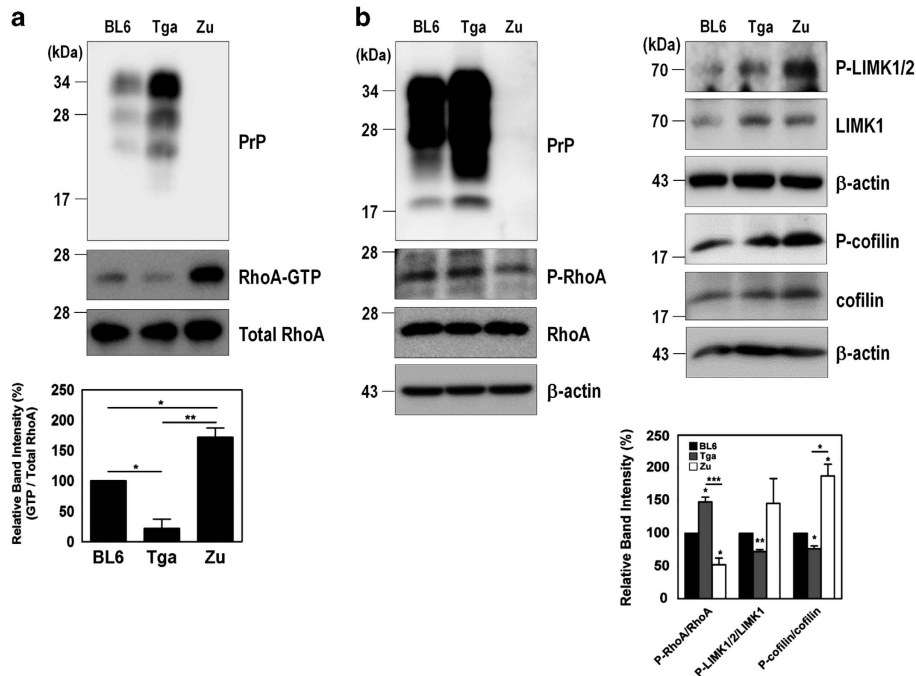 a
BL6 Tga Zu
(kDa)
34
28
17
PrP
28
RhoA-GTP
28
Total RhoA
Relative Band Intensity (%)
(GTP / Total RhoA)
250
200
150
100
50
0
*
**
*
BL6 Tga Zu
b
BL6 Tga Zu
(kDa)
34
28
17
PrP
28
P-RhoA
28
RhoA
43
β-actin
BL6 Tga Zu
(kDa)
70
P-LIMK1/2
70
LIMK1
43
β-actin
17
P-cofilin
17
cofilin
43
β-actin
Relative Band Intensity (%)
250
200
150
100
50
0
BL6
Tga
Zu
***
*
*
**
*
*
*
P-RhoA/RhoA
P-LIMK1/2/LIMK1
P-cofilin/cofilin